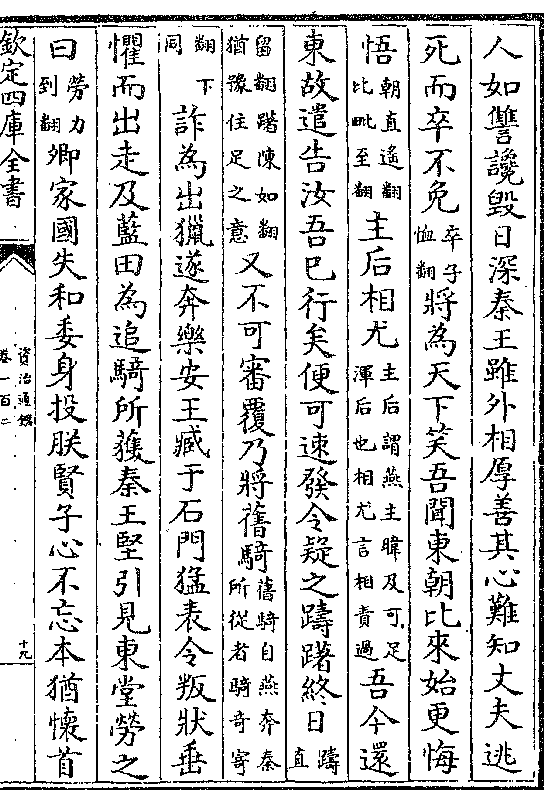 人如讐讒毀日深秦王雖外相厚善其心難知丈夫逃
死而卒不免卒子恤翻將為天下笑吾聞東朝比來始更悔
悟朝直遙翻比毗至翻主后相尤主后謂燕主暐及可足渾后也相尤言相責過吾今還
東故遣告汝吾已行矣便可速發令疑之躊躇終日躊直
留翻躇陳如翻猶豫住足之意又不可審覆乃將舊騎舊騎自燕奔秦所從者騎奇寄
翻下同詐為出獵遂奔樂安王臧于石門猛表令叛狀垂
懼而出走及藍田為追騎所獲秦王堅引見東堂勞之
曰勞力到翻卿家國失和委身投朕賢子心不忘本猶懷首
欽定四庫全書
資治通鑑
卷一百二
十九